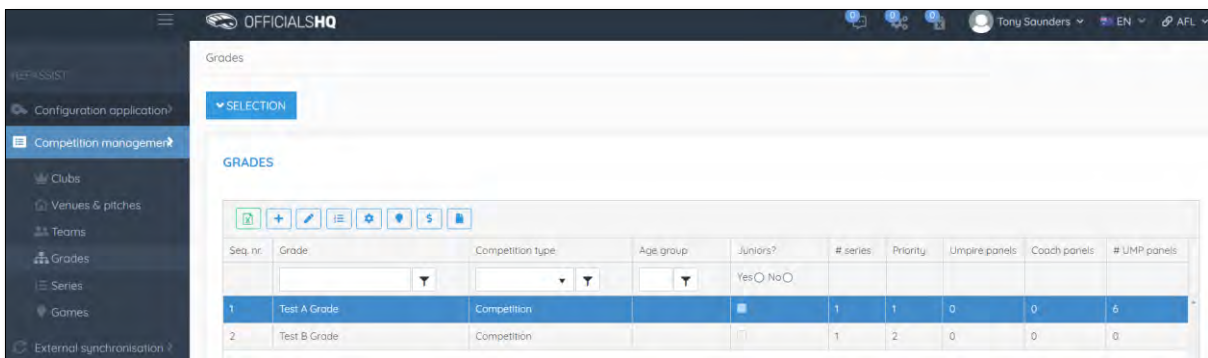 OFFICIALSHQ
0 0 0 Tony Saunders EN AFL
REFASSIST
Configuration application
Competition management
Clubs
Venues & pitches
Teams
Grades
Series
Games
External synchronisation
Grades
SELECTION
GRADES
$
Seq. nr. Grade Competition type Age group Juniors? # series Priority Umpire panels Coach panels # UMP panels
Yes No
1 Test A Grade Competition 1 1 0 0 6
2 Test B Grade Competition 1 2 0 0 0